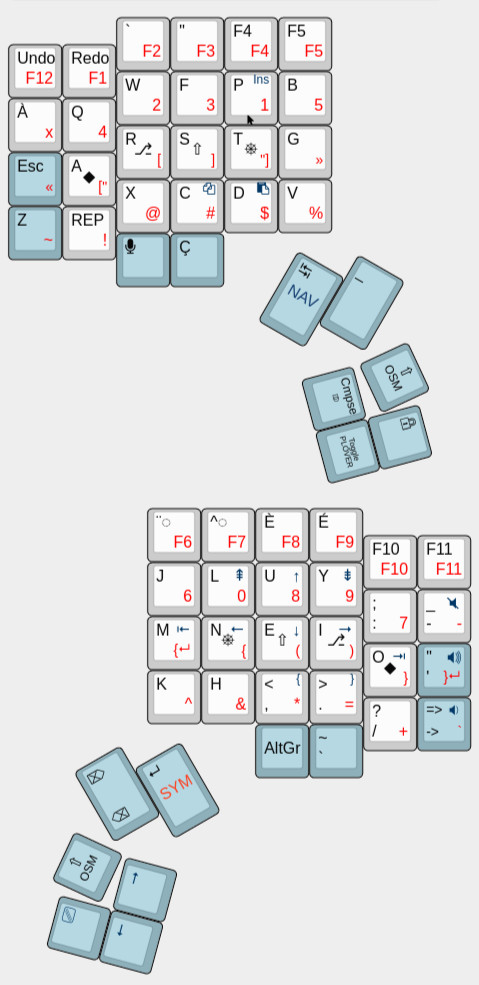 ` " F4 F5
Undo Redo F2 F3 F4 F5
F12 F1
W F P Ins B
2 3 1 5
À Q
x 4
R S T G
[ ⇧ ] "] »
Esc A
« ["
X C D V
@ # $ %
Z REP
~ !
Ç
NAV _
⇧ OSM
Cmpse
Toggle PLOVER
¨◌ ^◌ È É
F6 F7 F8 F9
F10 F11
F10 F11
J L ⇞ U ↑ Y ⇟
6 0 8 9
; _
: 7 - -
M ⇤ N ← E ↓ I →
{↵ { ⇧ ( )
O ⇥ "
◆ } ' }↵
K H < { > }
^ & , * . =
? =>
/ + -> `
AltGr ~
`
↵
SYM
⇧ OSM
↑
↓